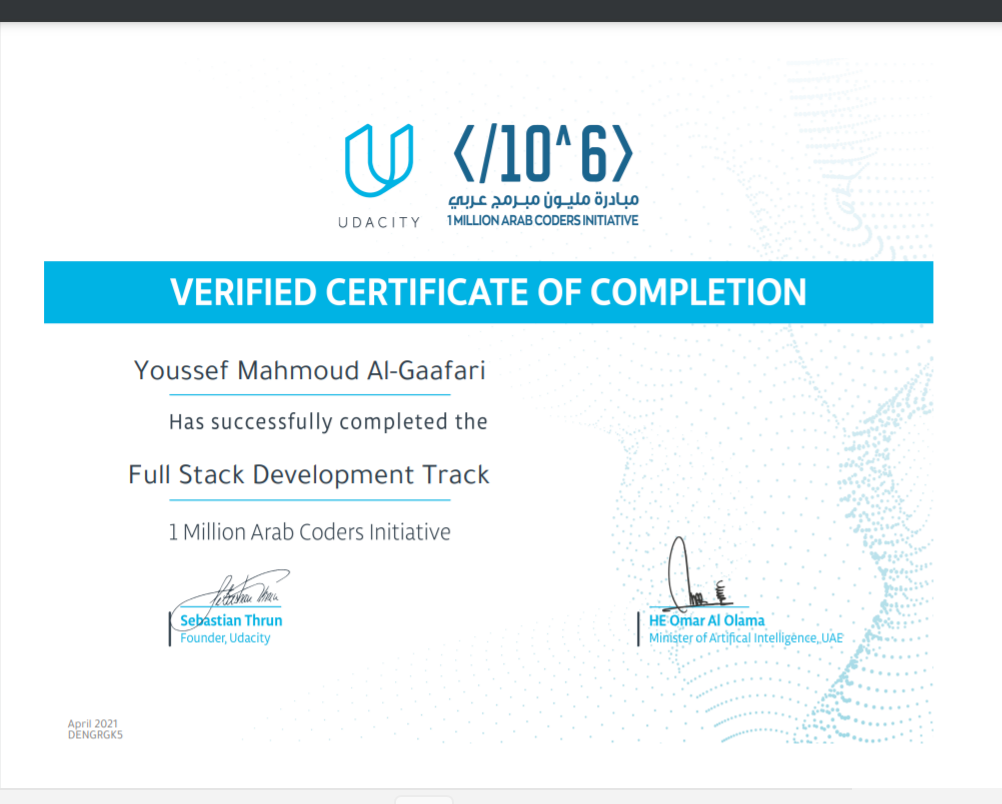 UDACITY
</10^6>
مبادرة مليون مبرمج عربي
1 MILLION ARAB CODERS INITIATIVE
VERIFIED CERTIFICATE OF COMPLETION
Youssef Mahmoud Al-Gaafari
Has successfully completed the
Full Stack Development Track
1 Million Arab Coders Initiative
Sebastian Thrun
Founder, Udacity
HE Omar Al Olama
Minister of Artifical Intelligence, UAE
April 2021
DENGRGK5